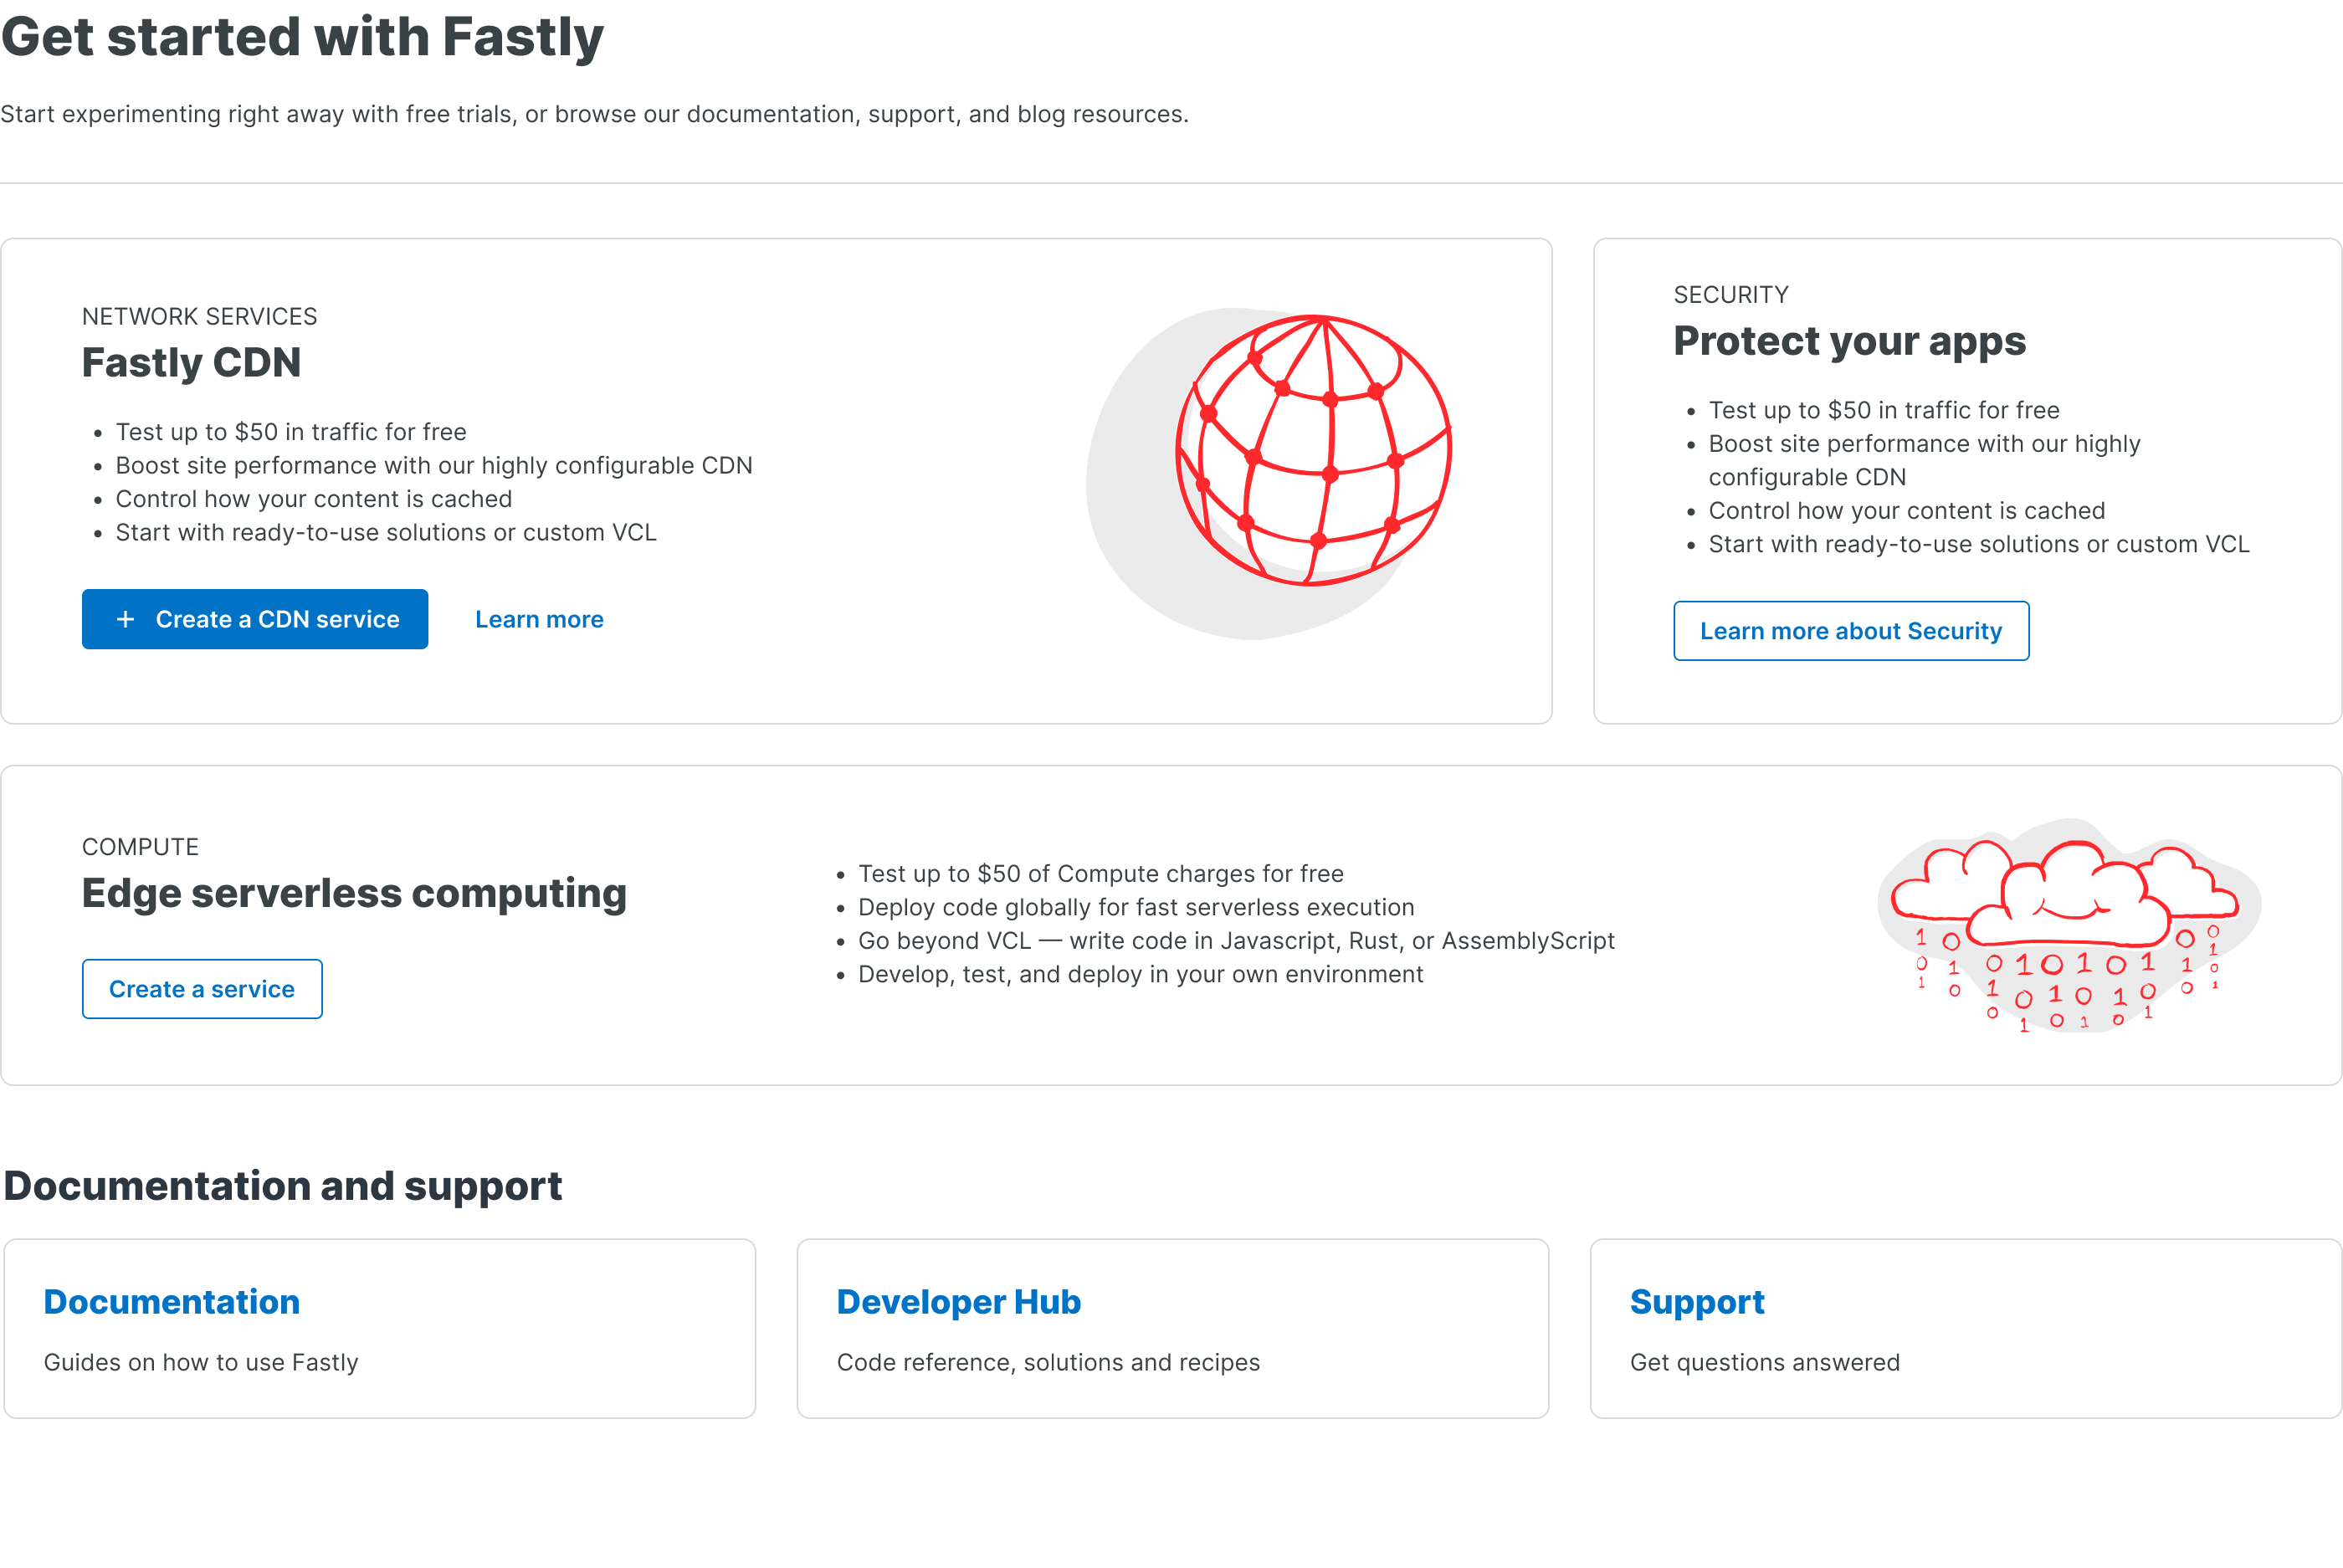 Get started with Fastly
Start experimenting right away with free trials, or browse our documentation, support, and blog resources.
NETWORK SERVICES
Fastly CDN
• Test up to $50 in traffic for free
• Boost site performance with our highly configurable CDN
• Control how your content is cached
• Start with ready-to-use solutions or custom VCL
+ Create a CDN service
Learn more
SECURITY
Protect your apps
• Test up to $50 in traffic for free
• Boost site performance with our highly
configurable CDN
• Control how your content is cached
• Start with ready-to-use solutions or custom VCL
Learn more about Security
COMPUTE
Edge serverless computing
Create a service
• Test up to $50 of Compute charges for free
• Deploy code globally for fast serverless execution
• Go beyond VCL — write code in Javascript, Rust, or AssemblyScript
• Develop, test, and deploy in your own environment
1 0 0 1 0 1 0 1 0 0
0 1 1 0 1 0 1 0 1 1
1 0 0 1 0 1 0 1 0 0 1
Documentation and support
Documentation
Guides on how to use Fastly
Developer Hub
Code reference, solutions and recipes
Support
Get questions answered